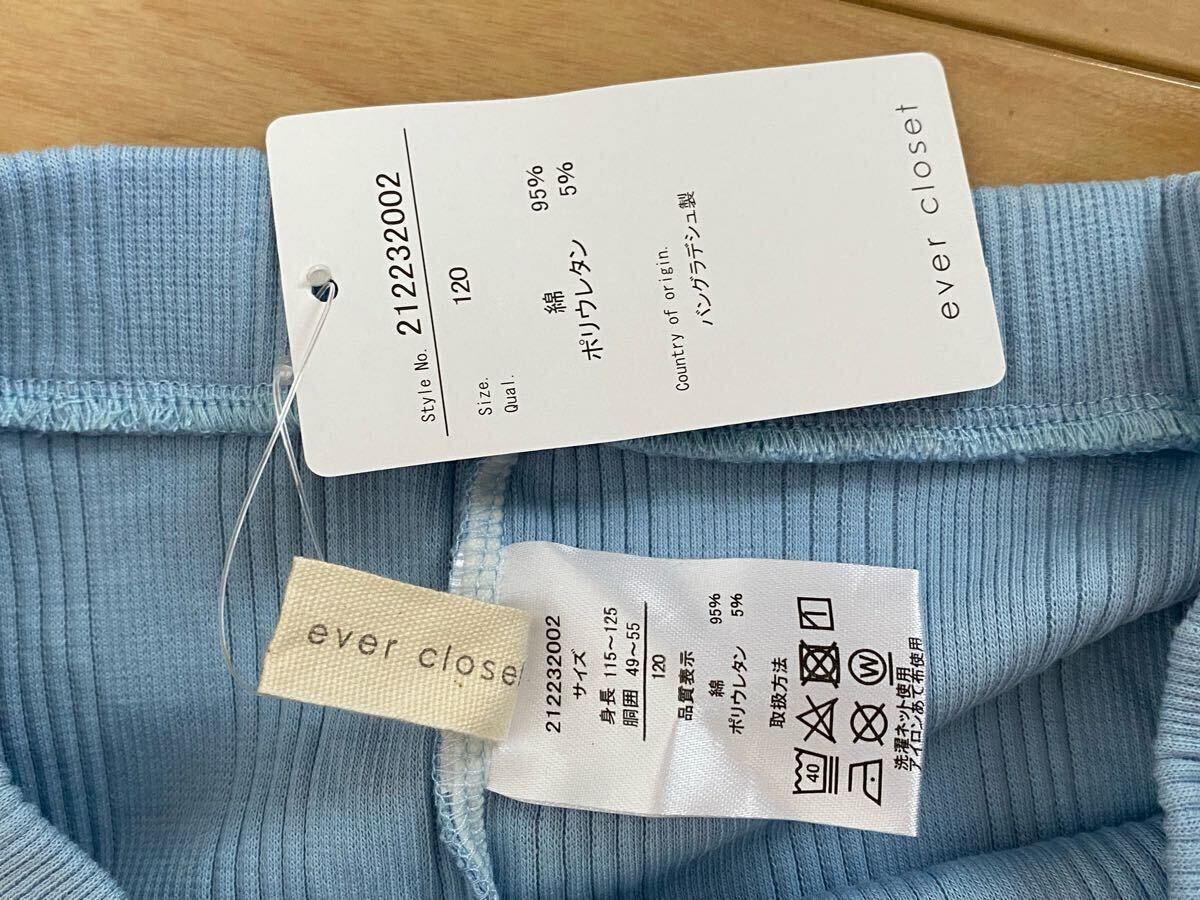 Style No. 212232002
Size. 120
Qual.
綿 95%
ポリウレタン 5%
Country of origin.
バングラデシュ製
ever closet
ever close
212232002
サイズ
身長 115～125
胴囲 49～55
120
品質表示
綿 95%
ポリウレタン 5%
取扱方法
40
W
洗濯ネット使用
アイロンあて布使用